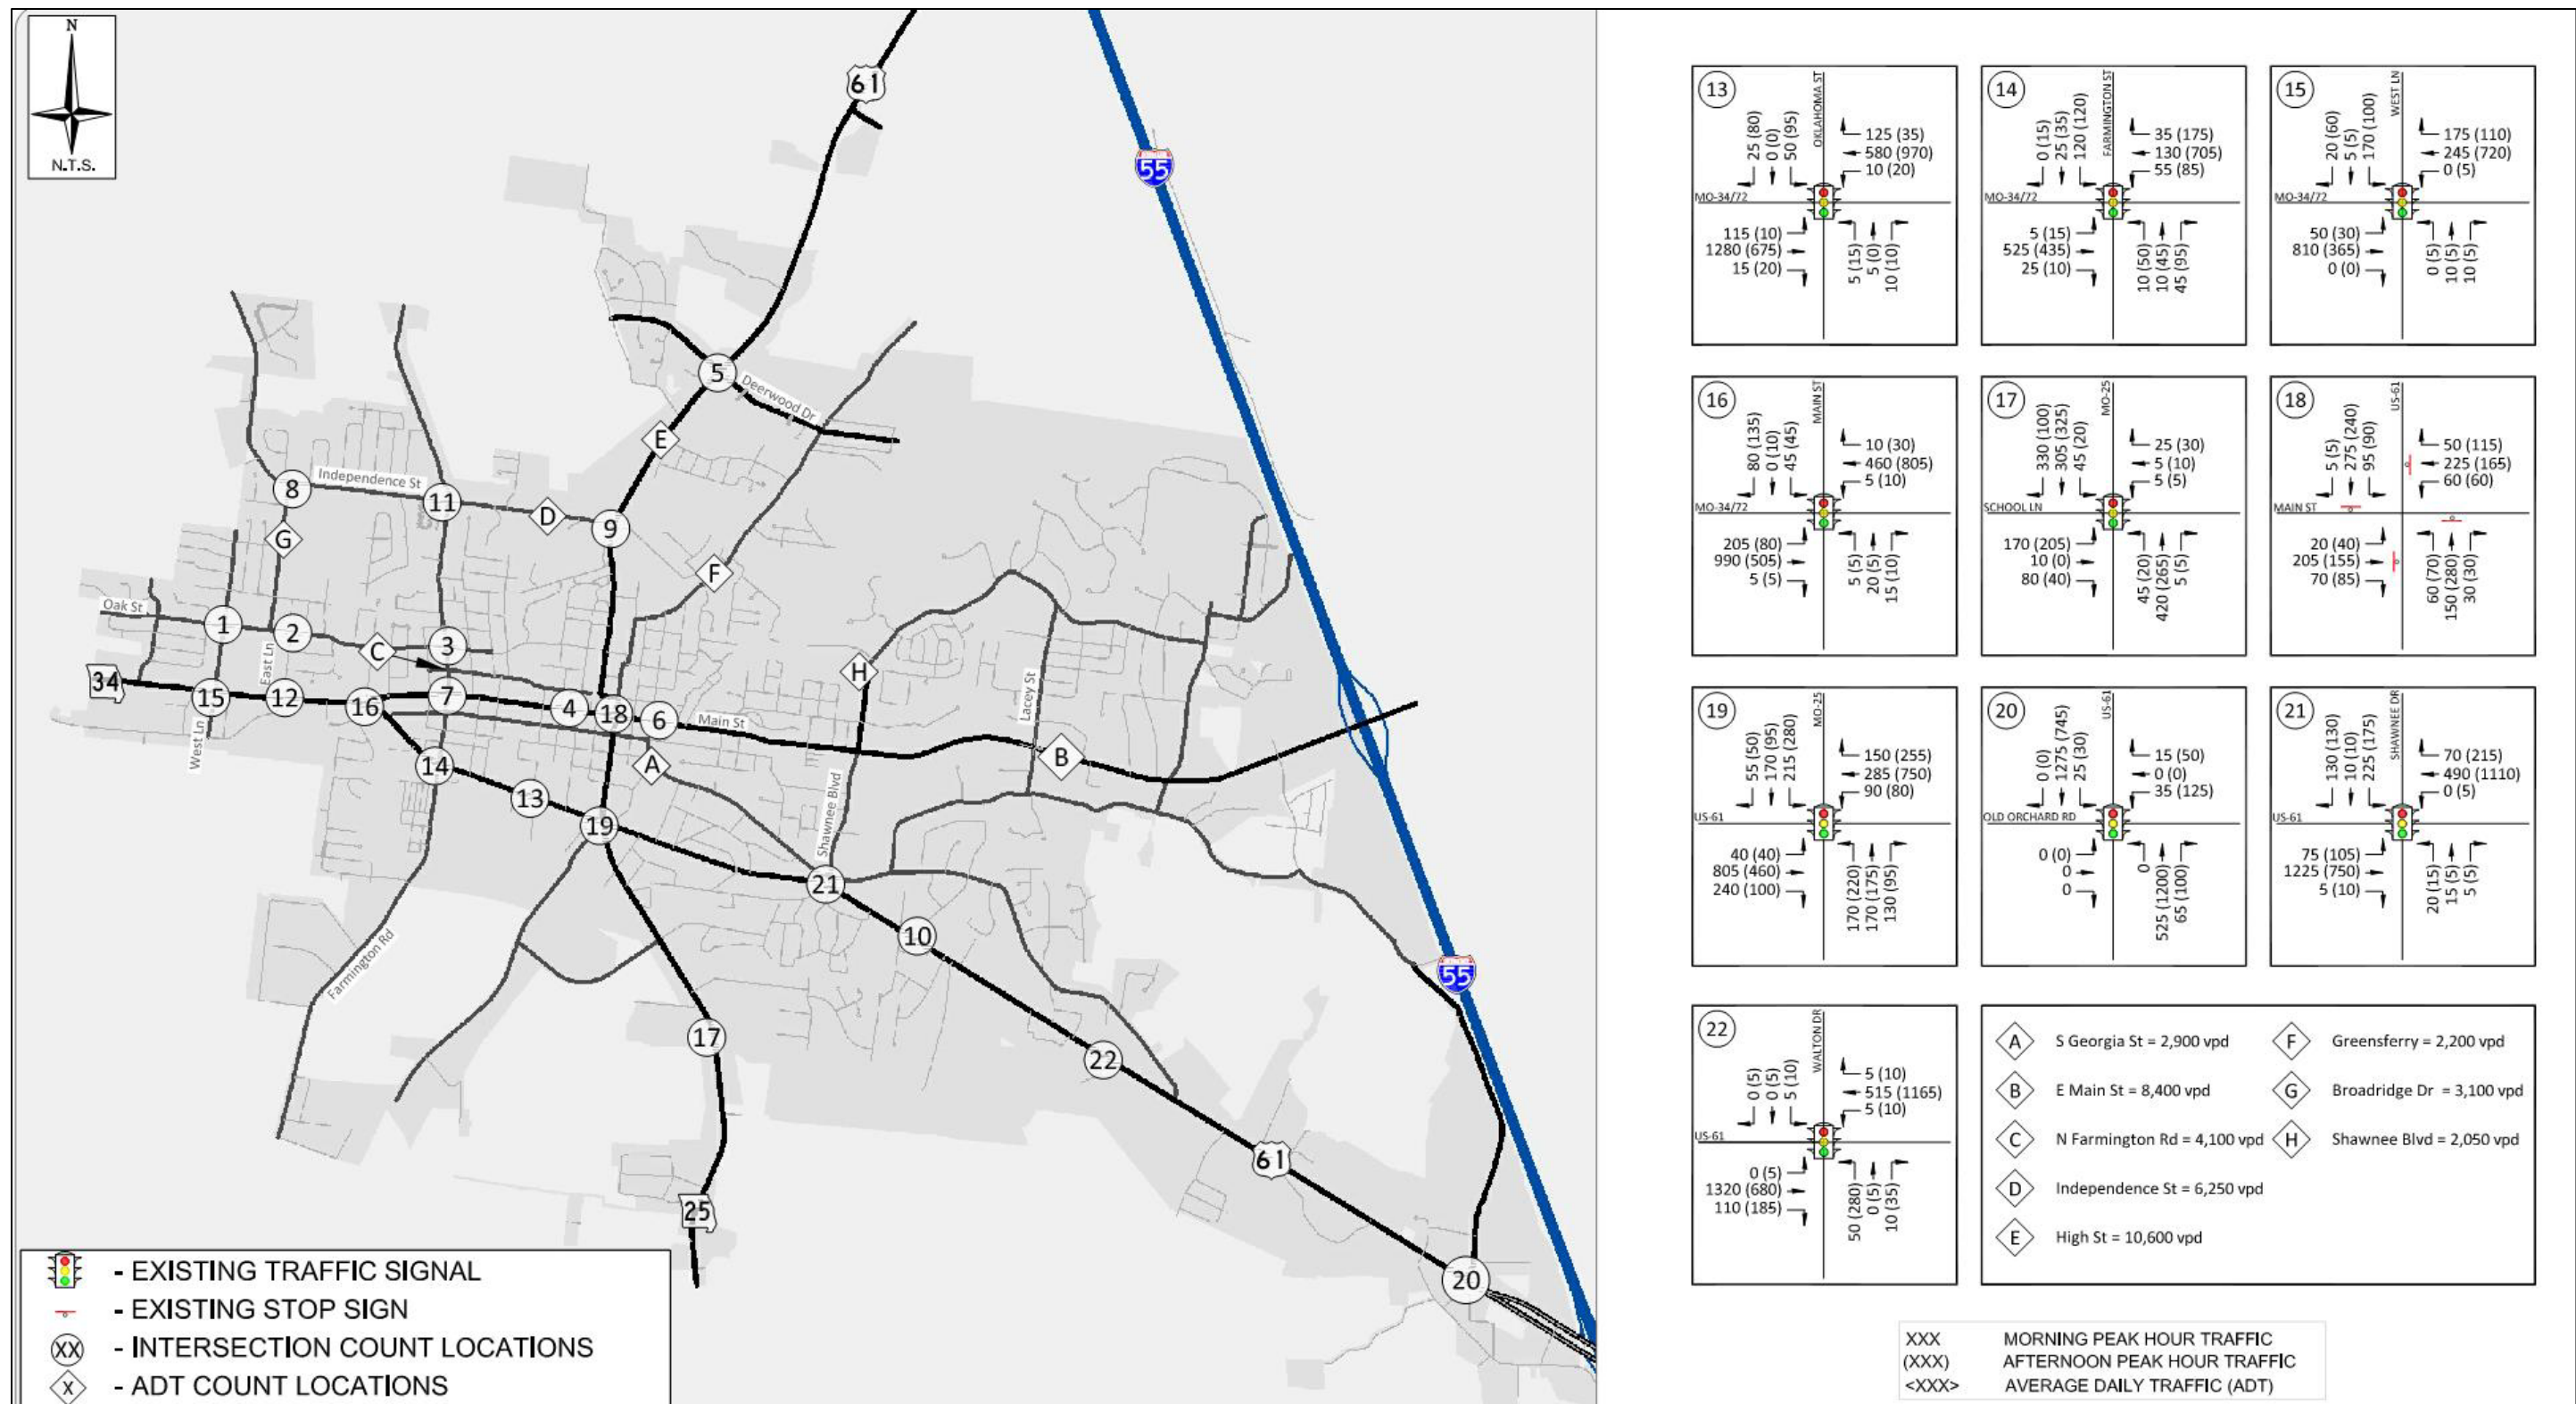 N
N.T.S.
61
55
5
Deerwood Dr
E
8
Independence St
11
D
9
G
F
Oak St
1
2
C
3
East Ln
H
34
15
12
16
7
4
18
6
Main St
Lacey St
B
West Ln
14
A
13
19
Shawnee Blvd
21
10
Farmington Rd
55
17
22
61
25
20
- EXISTING TRAFFIC SIGNAL
- EXISTING STOP SIGN
XX - INTERSECTION COUNT LOCATIONS
X - ADT COUNT LOCATIONS
13
OKLAHOMA ST
25 (80)
0 (0)
50 (95)
125 (35)
580 (970)
10 (20)
MO-34/72
115 (10)
1280 (675)
15 (20)
5 (15)
5 (0)
10 (10)
14
FARMINGTON ST
0 (15)
25 (35)
120 (120)
35 (175)
130 (705)
55 (85)
MO-34/72
5 (15)
525 (435)
25 (10)
10 (50)
10 (45)
45 (95)
15
WEST LN
20 (60)
5 (5)
170 (100)
175 (110)
245 (720)
0 (5)
MO-34/72
50 (30)
810 (365)
0 (0)
0 (5)
10 (5)
10 (5)
16
MAIN ST
80 (135)
0 (10)
45 (45)
10 (30)
460 (805)
5 (10)
MO-34/72
205 (80)
990 (505)
5 (5)
5 (5)
20 (5)
15 (10)
17
MO-25
330 (100)
305 (325)
45 (20)
25 (30)
5 (10)
5 (5)
SCHOOL LN
170 (205)
10 (0)
80 (40)
45 (20)
420 (265)
5 (5)
18
US-61
5 (5)
275 (240)
95 (90)
50 (115)
225 (165)
60 (60)
MAIN ST
20 (40)
205 (155)
70 (85)
60 (70)
150 (280)
30 (30)
19
MO-25
55 (50)
170 (95)
215 (280)
150 (255)
285 (750)
90 (80)
US-61
40 (40)
805 (460)
240 (100)
170 (220)
170 (175)
130 (95)
20
US-61
0 (0)
1275 (745)
25 (30)
15 (50)
0 (0)
35 (125)
OLD ORCHARD RD
0 (0)
0
0
0
525 (1200)
65 (100)
21
SHAWNEE DR
130 (130)
10 (10)
225 (175)
70 (215)
490 (1110)
0 (5)
US-61
75 (105)
1225 (750)
5 (10)
20 (15)
15 (5)
5 (5)
22
WALTON DR
0 (5)
0 (5)
5 (10)
5 (10)
515 (1165)
5 (10)
US-61
0 (5)
1320 (680)
110 (185)
50 (280)
0 (5)
10 (35)
A S Georgia St = 2,900 vpd
B E Main St = 8,400 vpd
C N Farmington Rd = 4,100 vpd
D Independence St = 6,250 vpd
E High St = 10,600 vpd
F Greensferry = 2,200 vpd
G Broadridge Dr = 3,100 vpd
H Shawnee Blvd = 2,050 vpd
XXX MORNING PEAK HOUR TRAFFIC
(XXX) AFTERNOON PEAK HOUR TRAFFIC
<XXX> AVERAGE DAILY TRAFFIC (ADT)